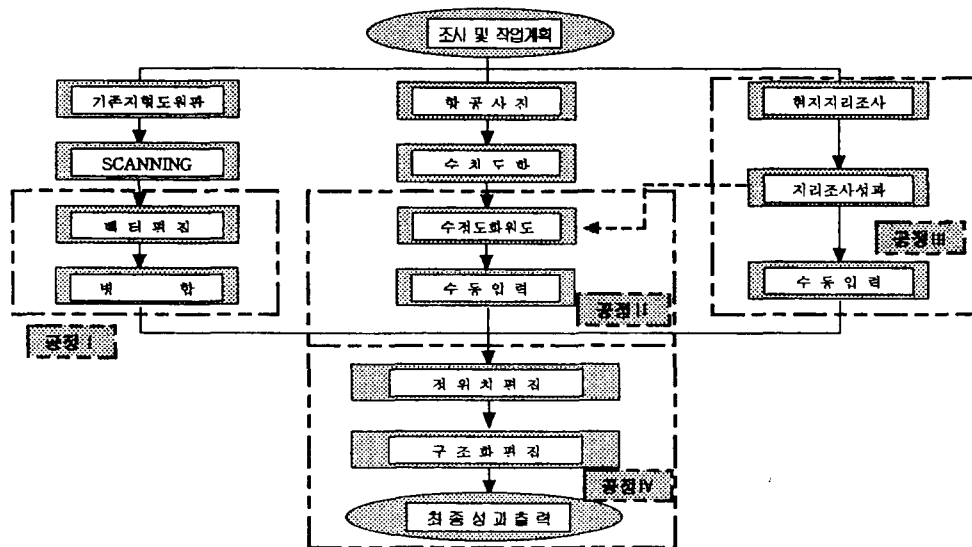 조사 및 작업계획
기존지형도원판
항공사진
현지지리조사
SCANNING
수치도화
지리조사성과
벡터편집
수정도화원도
공정 III
병 합
수동입력
수동입력
공정 II
공정 I
정위치편집
구조화편집
공정 IV
최종성과출력